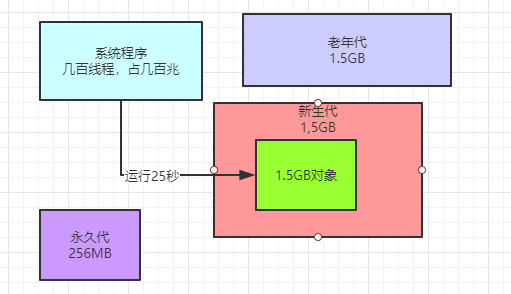 系统程序
几百线程，占几百兆
老年代
1.5GB
新生代
1,5GB
运行25秒
1.5GB对象
永久代
256MB